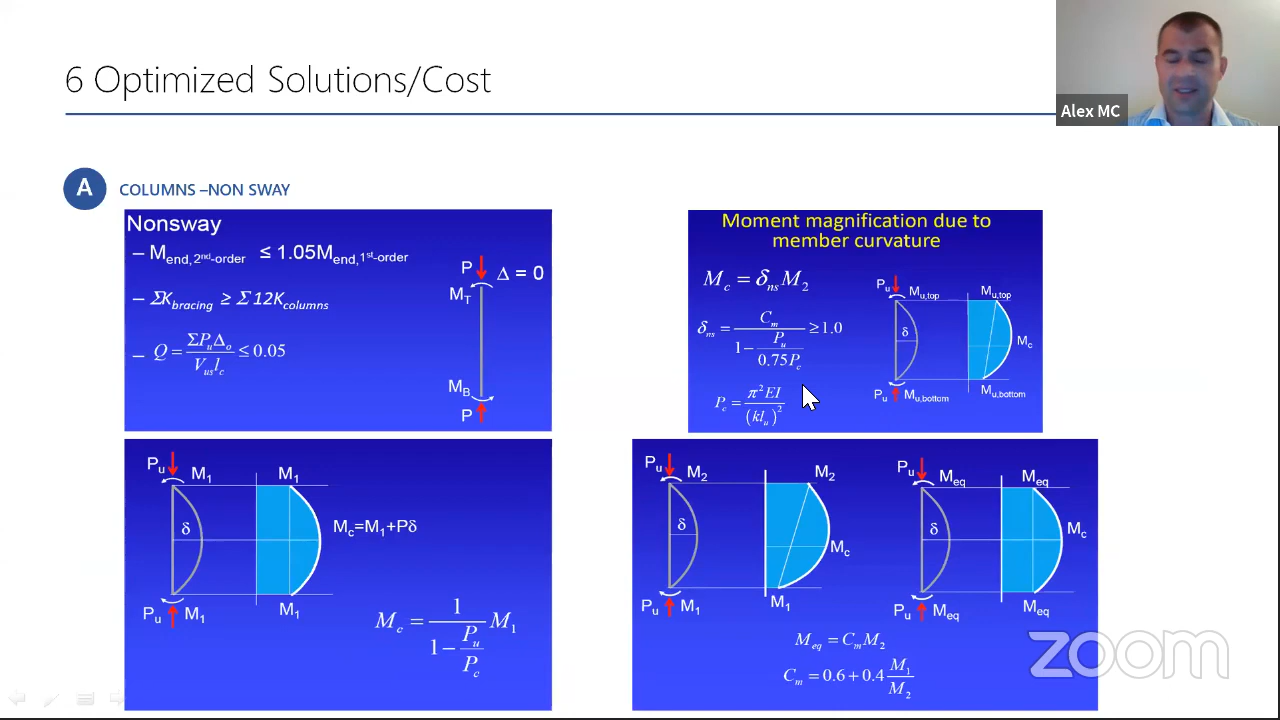 6 Optimized Solutions/Cost
Alex MC
A
COLUMNS –NON SWAY
Nonsway
– M_end,2nd-order ≤ 1.05M_end,1st-order
– ΣK_bracing ≥ Σ 12K_columns
– Q = ΣP_uΔ_o / V_us l_c ≤ 0.05
P
Δ = 0
M_T
M_B
P
Moment magnification due to
member curvature
M_c = δ_ns M_2
δ_ns = C_m / (1 − P_u / 0.75P_c) ≥ 1.0
P_c = π²EI / (kl_u)²
P_u
M_u,top
M_u,top
δ
M_c
P_u
M_u,bottom
M_u,bottom
P_u
M_1
M_1
δ
M_c=M_1+Pδ
P_u
M_1
M_1
M_c = 1 / (1 − P_u / P_c) M_1
P_u
M_2
M_2
δ
M_c
P_u
M_1
M_1
P_u
M_eq
M_eq
δ
M_c
P_u
M_eq
M_eq
M_eq = C_m M_2
C_m = 0.6 + 0.4 M_1 / M_2
zoom